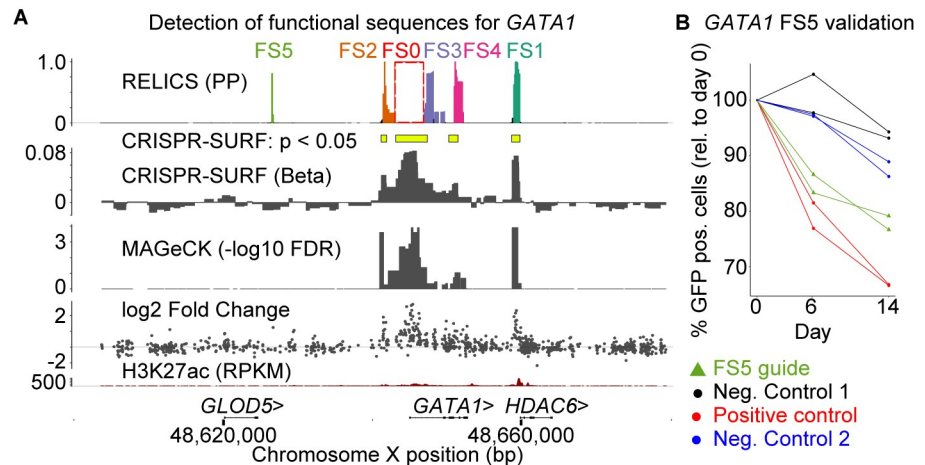 A
Detection of functional sequences for GATA1
FS5 FS2 FS0 FS3 FS4 FS1
1.0
RELICS (PP)
0
CRISPR-SURF: p < 0.05
0.08
CRISPR-SURF (Beta)
0
3
MAGeCK (-log10 FDR)
0
log2 Fold Change
2
-2
H3K27ac (RPKM)
500
GLOD5> GATA1> HDAC6>
48,620,000 48,660,000
Chromosome X position (bp)
B
GATA1 FS5 validation
% GFP pos. cells (rel. to day 0)
100
90
80
70
0 6 14
Day
FS5 guide
Neg. Control 1
Positive control
Neg. Control 2